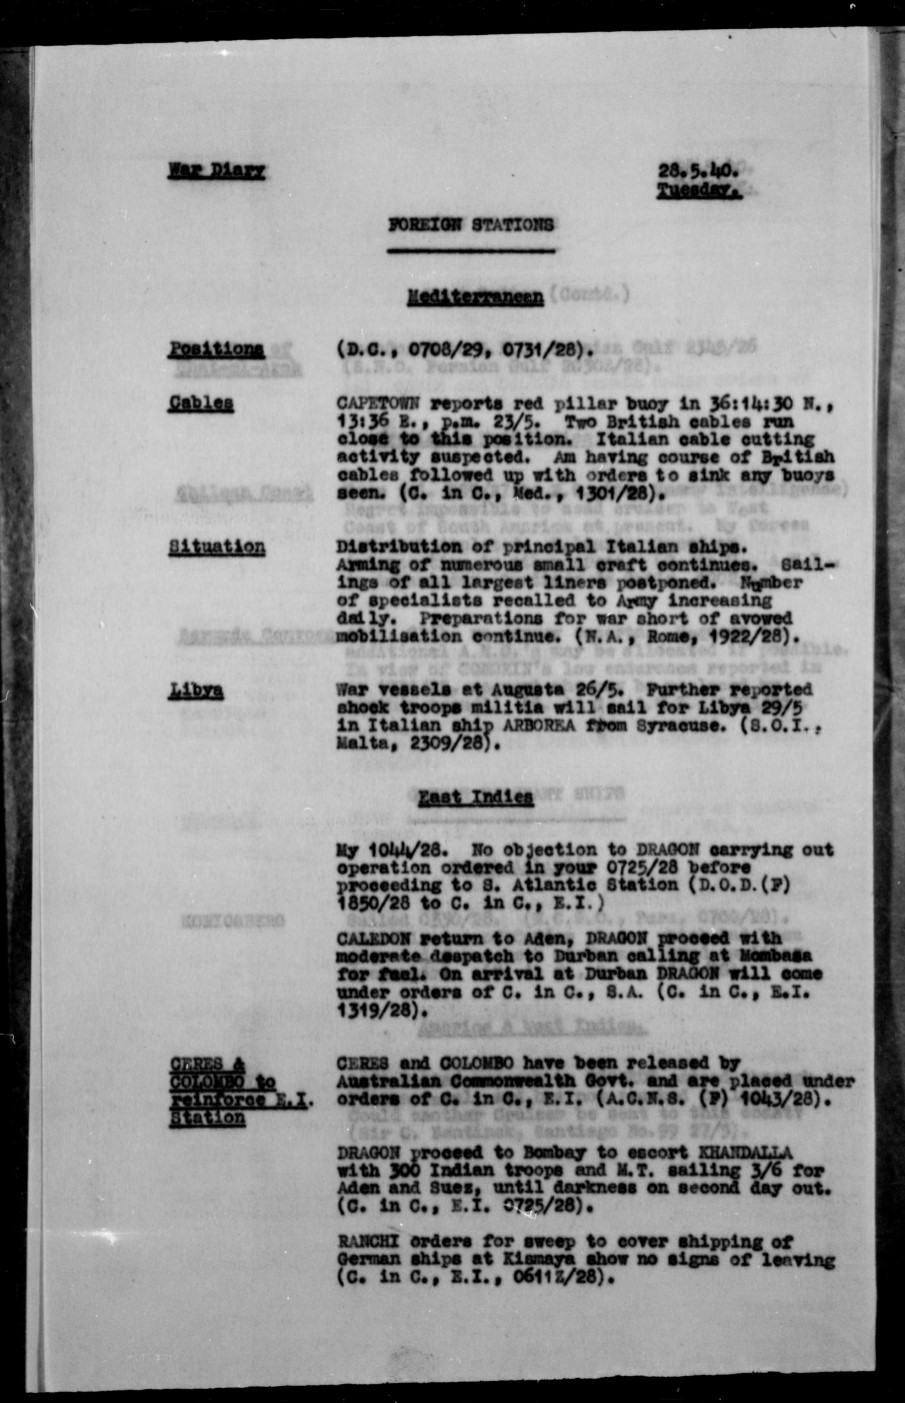 War Diary
28.5.40.
Tuesday.
FOREIGN STATIONS
Mediterranean
Positions
(D.C., 0708/29, 0731/28).
Cables
CAPETOWN reports red pillar buoy in 36:14:30 N.,
13:36 E., p.m. 23/5. Two British cables run
close to this position. Italian cable cutting
activity suspected. Am having course of British
cables followed up with orders to sink any buoys
seen. (C. in C., Med., 1301/28).
Situation
Distribution of principal Italian ships.
Arming of numerous small craft continues. Sail-
ings of all largest liners postponed. Number
of specialists recalled to Army increasing
daily. Preparations for war short of avowed
mobilisation continue. (N.A., Rome, 1922/28).
Libya
War vessels at Augusta 26/5. Further reported
shock troops militia will sail for Libya 29/5
in Italian ship ARBOREA from Syracuse. (S.O.I.,
Malta, 2309/28).
East Indies
My 1044/28. No objection to DRAGON carrying out
operation ordered in your 0725/28 before
proceeding to S. Atlantic Station (D.O.D.(F)
1850/28 to C. in C., E.I.)
CALEDON return to Aden, DRAGON proceed with
moderate despatch to Durban calling at Mombasa
for fuel. On arrival at Durban DRAGON will come
under orders of C. in C., S.A. (C. in C., E.I.
1319/28).
CERES &
COLOMBO to
reinforce E.I.
Station
CERES and COLOMBO have been released by
Australian Commonwealth Govt. and are placed under
orders of C. in C., E.I. (A.C.N.S. (F) 1043/28).
DRAGON proceed to Bombay to escort KHANDALLA
with 300 Indian troops and M.T. sailing 3/6 for
Aden and Suez, until darkness on second day out.
(C. in C., E.I. 0725/28).
RANCHI orders for sweep to cover shipping of
German ships at Kismaya show no signs of leaving
(C. in C., E.I., 0611Z/28).